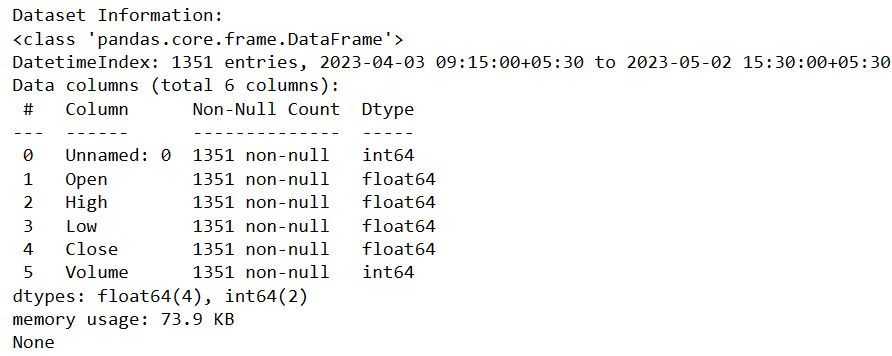 Dataset Information:
<class 'pandas.core.frame.DataFrame'>
DatetimeIndex: 1351 entries, 2023-04-03 09:15:00+05:30 to 2023-05-02 15:30:00+05:30
Data columns (total 6 columns):
 #   Column      Non-Null Count  Dtype
---  ------      --------------  -----
 0   Unnamed: 0  1351 non-null   int64
 1   Open        1351 non-null   float64
 2   High        1351 non-null   float64
 3   Low         1351 non-null   float64
 4   Close       1351 non-null   float64
 5   Volume      1351 non-null   int64
dtypes: float64(4), int64(2)
memory usage: 73.9 KB
None